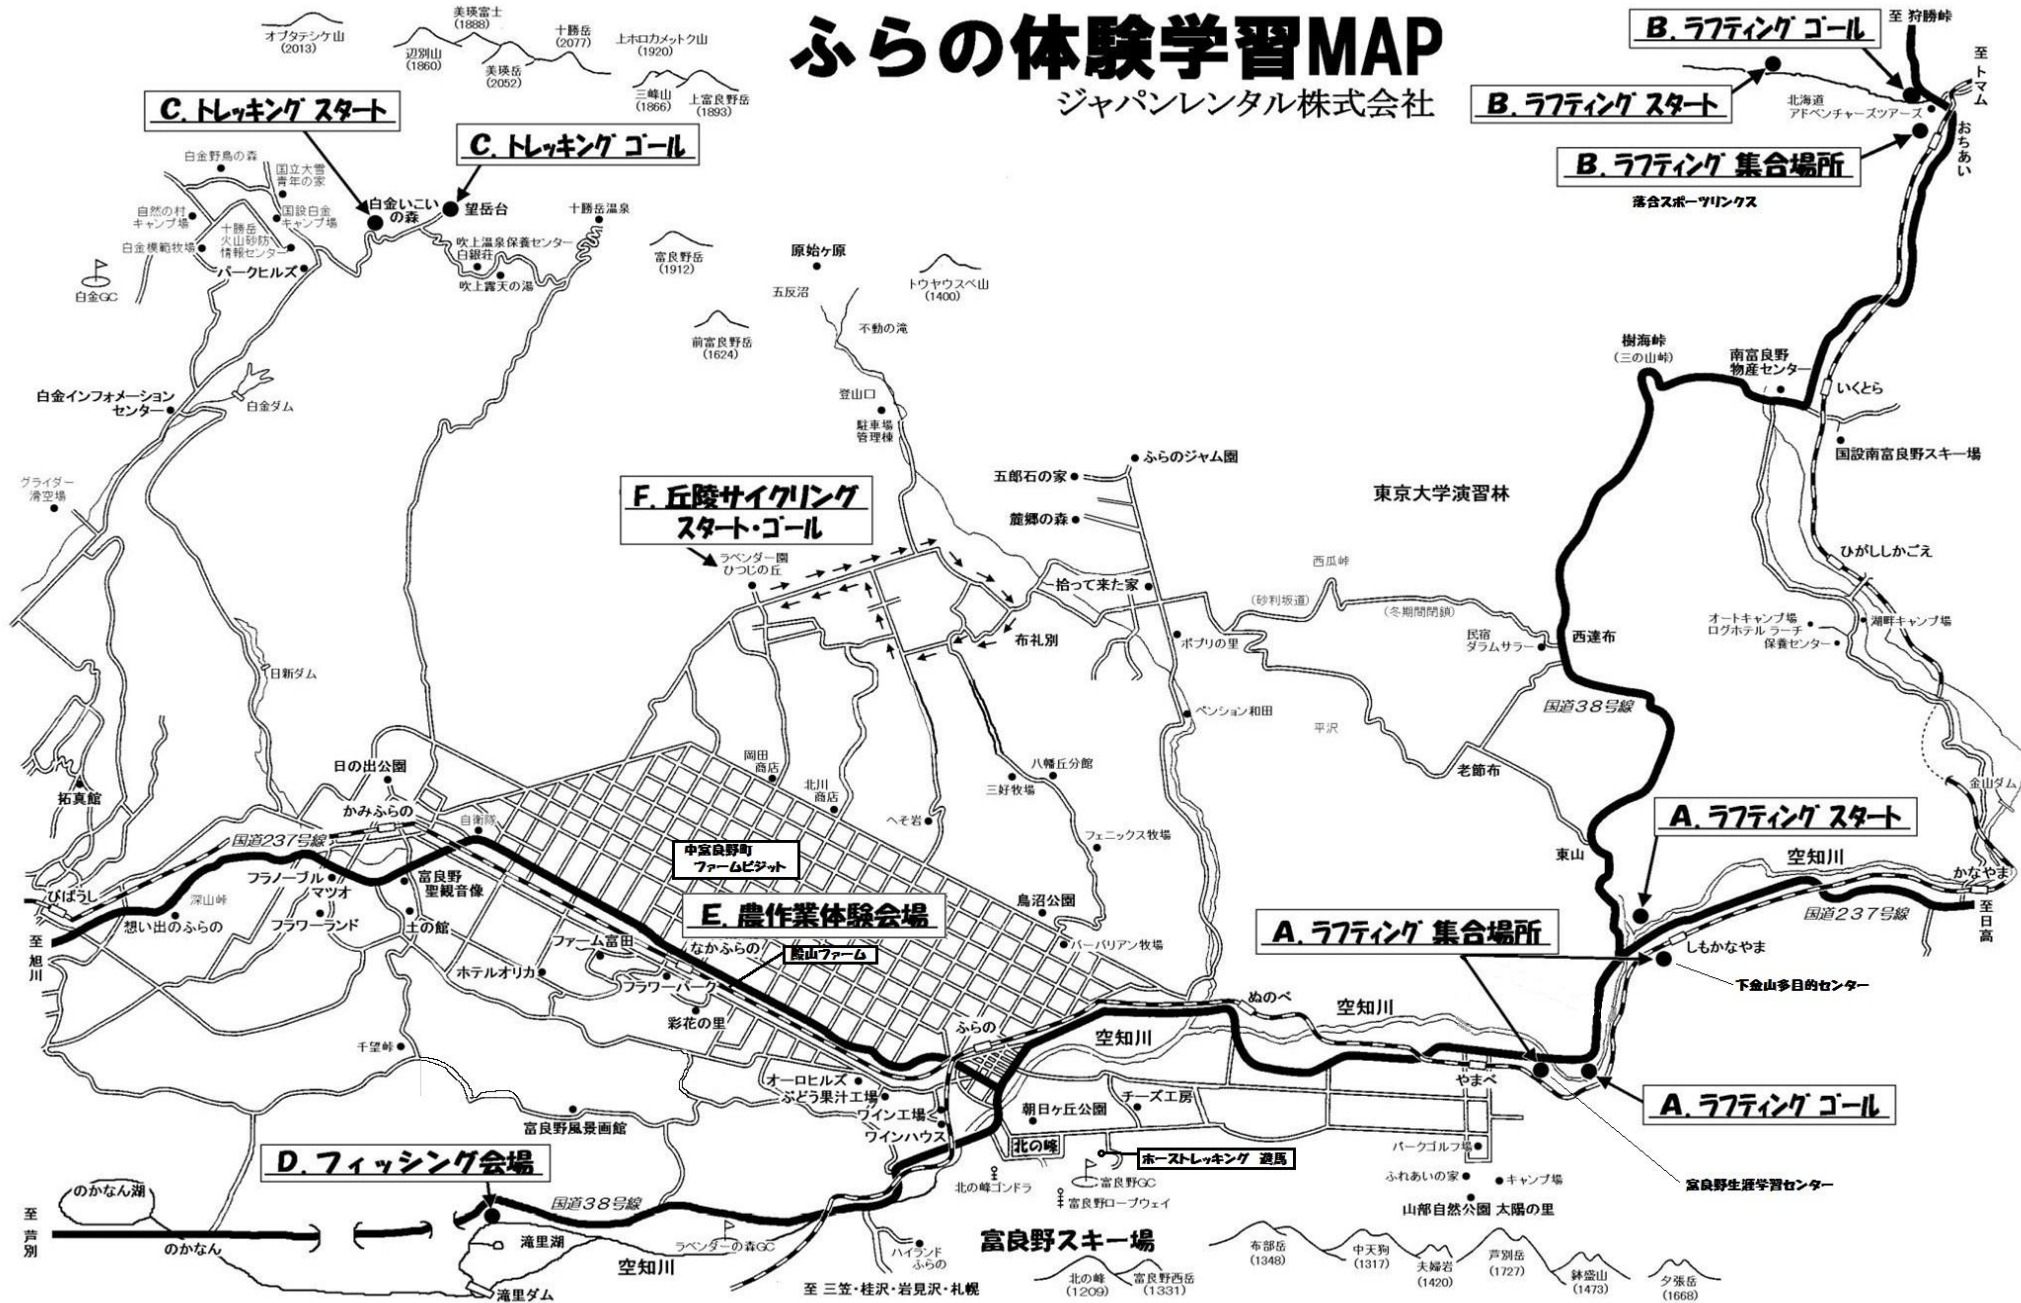 ふらの体験学習MAP
ジャパンレンタル株式会社
オプタテシケ山
(2013)
美瑛富士
(1888)
辺別山
(1860)
美瑛岳
(2052)
十勝岳
(2077)
上ホロカメットク山
(1920)
三峰山
(1866)
上富良野岳
(1893)
B. ラフティング ゴール
至 狩勝峠
至トマム
B. ラフティング スタート
北海道
アドベンチャーズツアーズ
おちあい
B. ラフティング 集合場所
落合スポーツリンクス
C. トレッキング スタート
C. トレッキング ゴール
白金野鳥の森
国立大雪
青年の家
自然の村
キャンプ場
国設白金
キャンプ場
白金模範牧場
十勝岳
火山砂防
情報センター
パークヒルズ
白金GC
白金いこい
の森
望岳台
十勝岳温泉
吹上温泉保養センター
白銀荘
吹上露天の湯
富良野岳
(1912)
原始ヶ原
五反沼
トウヤウスベ山
(1400)
前富良野岳
(1624)
不動の滝
樹海峠
(三の山峠)
南富良野
物産センター
いくとら
白金インフォメーション
センター
白金ダム
登山口
駐車場
管理棟
国設南富良野スキー場
グライダー
滑空場
F. 丘陵サイクリング
スタート・ゴール
ラベンダー園
ひつじの丘
五郎石の家
ふらのジャム園
麓郷の森
東京大学演習林
ひがししかごえ
西瓜峠
拾って来た家
(砂利坂道)
(冬期間閉鎖)
布礼別
ポプリの里
民宿
ダラムサラー
西達布
オートキャンプ場
ログホテル ラーチ
保養センター
湖畔キャンプ場
日新ダム
ペンション和田
国道38号線
平沢
老節布
金山ダム
日の出公園
岡田
商店
北川
商店
八幡丘分館
三好牧場
拓真館
かみふらの
自衛隊
へそ岩
フェニックス牧場
A. ラフティング スタート
国道237号線
中富良野町
ファームビジット
東山
空知川
かなやま
びばうし
深山峠
フラノーブル
マツオ
富良野
聖観音像
E. 農作業体験会場
鳥沼公園
想い出のふらの
フラワーランド
土の館
国道237号線
至日高
至旭川
ファーム富田
なかふらの
殿山ファーム
バーバリアン牧場
A. ラフティング 集合場所
しもかなやま
下金山多目的センター
ホテルオリカ
フラワーパーク
彩花の里
ぬのべ
空知川
ふらの
空知川
千望峠
オーロヒルズ
ぶどう果汁工場
ワイン工場
ワインハウス
やまべ
A. ラフティング ゴール
朝日ヶ丘公園
チーズ工房
富良野風景画館
北の峰
ホーストレッキング 遊馬
パークゴルフ場
D. フィッシング会場
北の峰ゴンドラ
富良野GC
富良野ロープウェイ
ふれあいの家
キャンプ場
富良野生涯学習センター
山部自然公園 太陽の里
のかなん湖
国道38号線
至芦別
のかなん
滝里湖
ラベンダーの森GC
空知川
ハイランド
ふらの
富良野スキー場
滝里ダム
至 三笠・桂沢・岩見沢・札幌
北の峰
(1209)
富良野西岳
(1331)
布部岳
(1348)
中天狗
(1317)
夫婦岩
(1420)
芦別岳
(1727)
鉢盛山
(1473)
夕張岳
(1668)